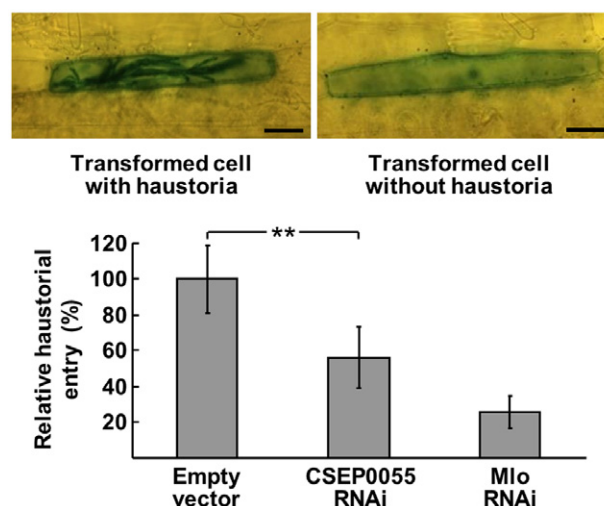 Transformed cell
with haustoria
Transformed cell
without haustoria
Relative haustorial
entry (%)
120
100
80
60
40
20
**
Empty
vector
CSEP0055
RNAi
Mlo
RNAi